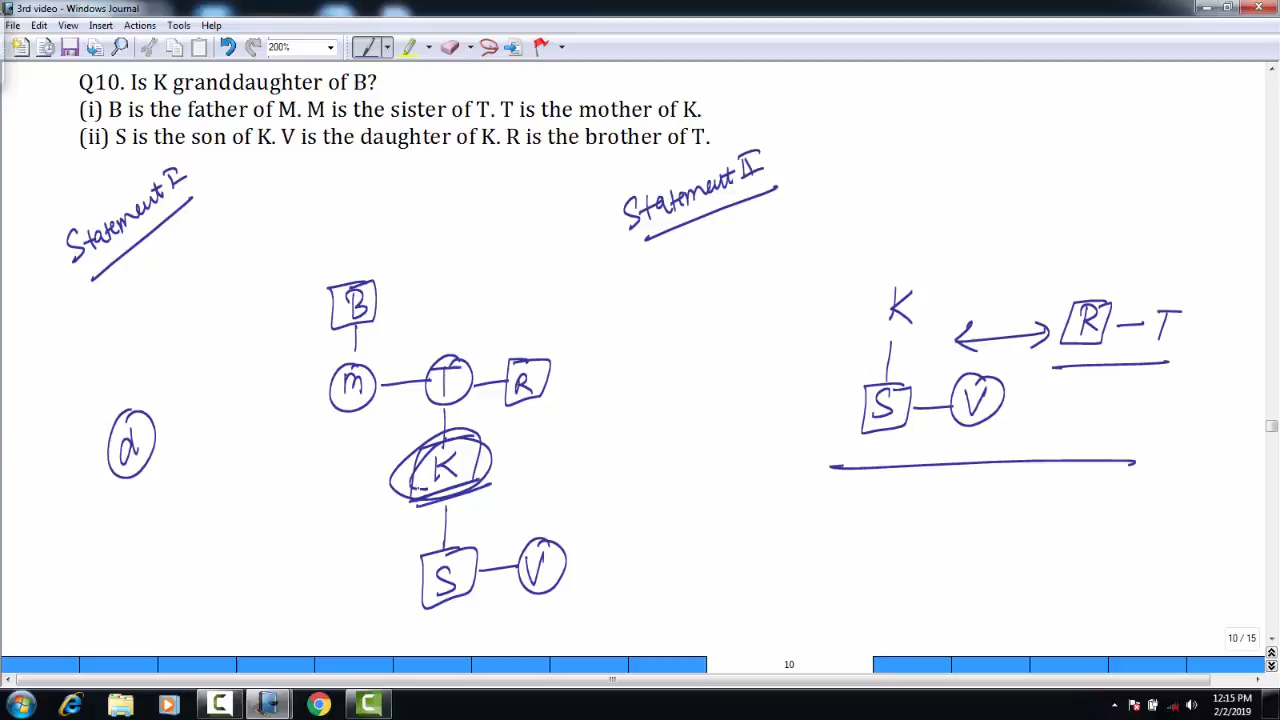 3rd video - Windows Journal
File Edit View Insert Actions Tools Help
200%
Q10. Is K granddaughter of B?
(i) B is the father of M. M is the sister of T. T is the mother of K.
(ii) S is the son of K. V is the daughter of K. R is the brother of T.
Statement I
Statement II
B
K
R - T
m
T
R
S
V
d
K
S
V
10 / 15
10
12:15 PM
2/2/2019